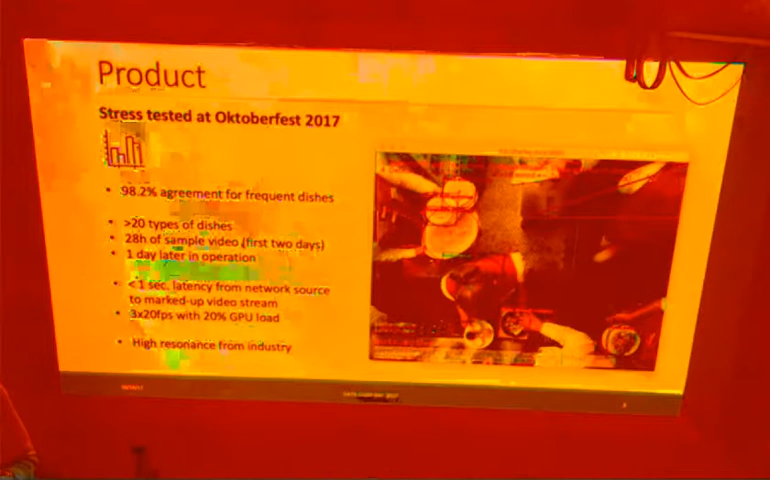 Product
Stress tested at Oktoberfest 2017
98.2% agreement for frequent dishes
>20 types of dishes
28h of sample video (first two days)
1 day later in operation
< 1 sec. latency from network source
to marked-up video stream
3x20fps with 20% GPU load
High resonance from industry